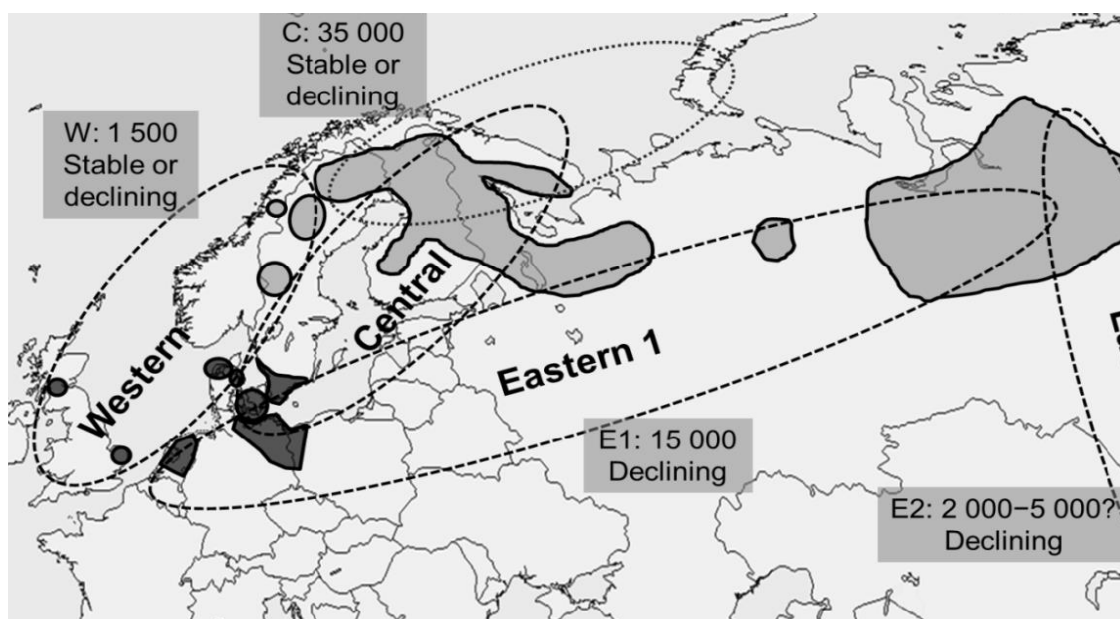 C: 35 000
Stable or
declining
W: 1 500
Stable or
declining
Western
Central
Eastern 1
E1: 15 000
Declining
E2: 2 000–5 000?
Declining